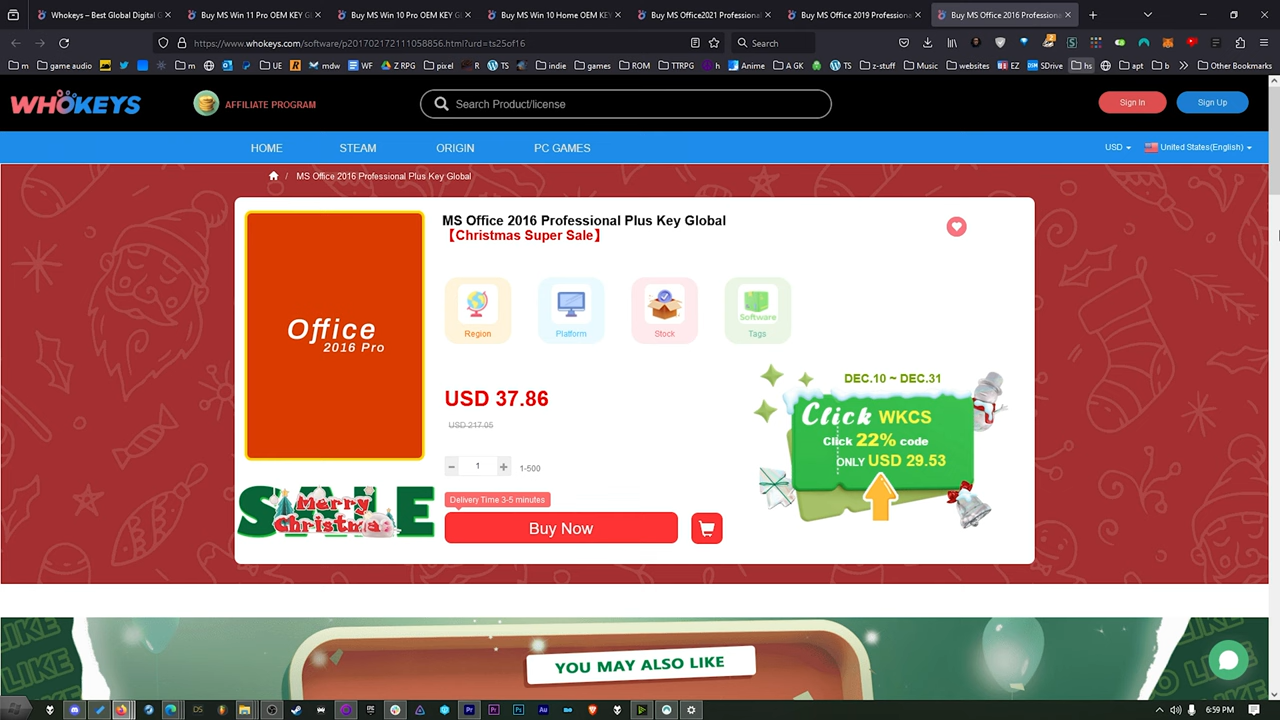 Whokeys – Best Global Digital G
Buy MS Win 11 Pro OEM KEY G
Buy MS Win 10 Pro OEM KEY GL
Buy MS Win 10 Home OEM KEY
Buy MS Office2021 Professional
Buy MS Office 2019 Professiona
Buy MS Office 2016 Professiona
https://www.whokeys.com/software/p201702172111058856.html?urd=ts25of16
Search
m
game audio
m
UE
mdw
WF
Z RPG
pixel
R
TS
indie
games
ROM
TTRPG
h
Anime
A GK
TS
z-stuff
Music
websites
EZ
SDrive
hs
apt
b
Other Bookmarks
WHOKEYS
AFFILIATE PROGRAM
Search Product/license
Sign In
Sign Up
HOME
STEAM
ORIGIN
PC GAMES
USD
United States(English)
/ MS Office 2016 Professional Plus Key Global
MS Office 2016 Professional Plus Key Global
【Christmas Super Sale】
Office
2016 Pro
Region
Platform
Stock
Software
Tags
USD 37.86
USD 217.05
1
1-500
Delivery Time 3-5 minutes
Buy Now
DEC.10 ~ DEC.31
Click WKCS
Click 22% code
ONLY USD 29.53
SALE
Merry
Christmas
YOU MAY ALSO LIKE
6:59 PM